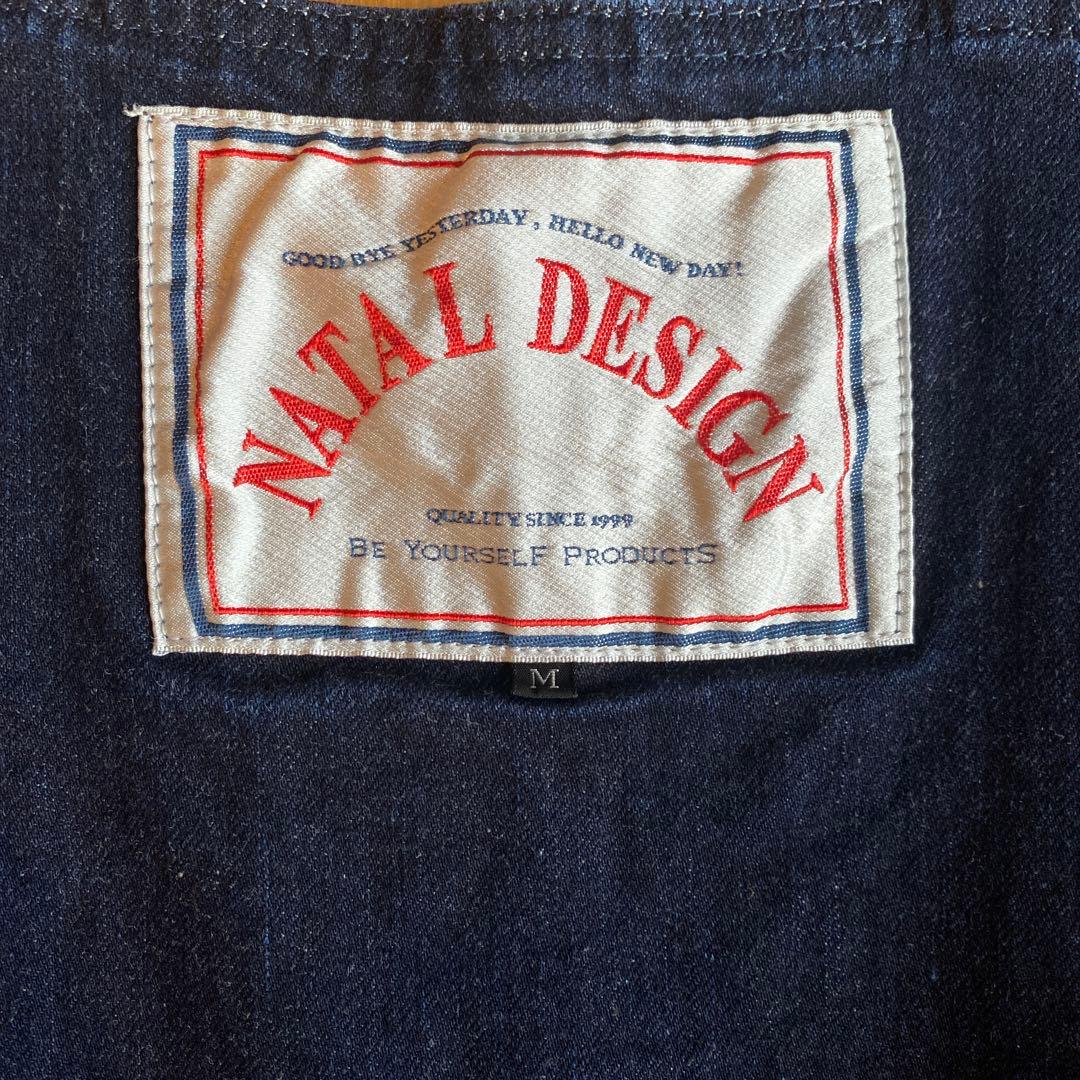 GOOD-BYE YESTERDAY, HELLO NEW DAY!
NATAL DESIGN
QUALITY SINCE 1999
BE YOURSELF PRODUCTS
M